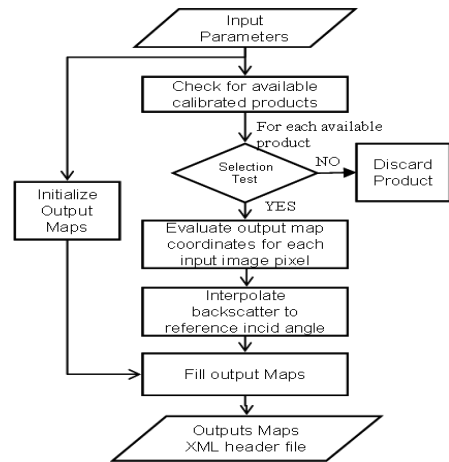 Input
Parameters
Check for available
calibrated products
For each available
product
Selection
Test
NO
Discard
Product
Initialize
Output
Maps
YES
Evaluate output map
coordinates for each
input image pixel
Interpolate
backscatter to
reference incid angle
Fill output Maps
Outputs Maps
XML header file